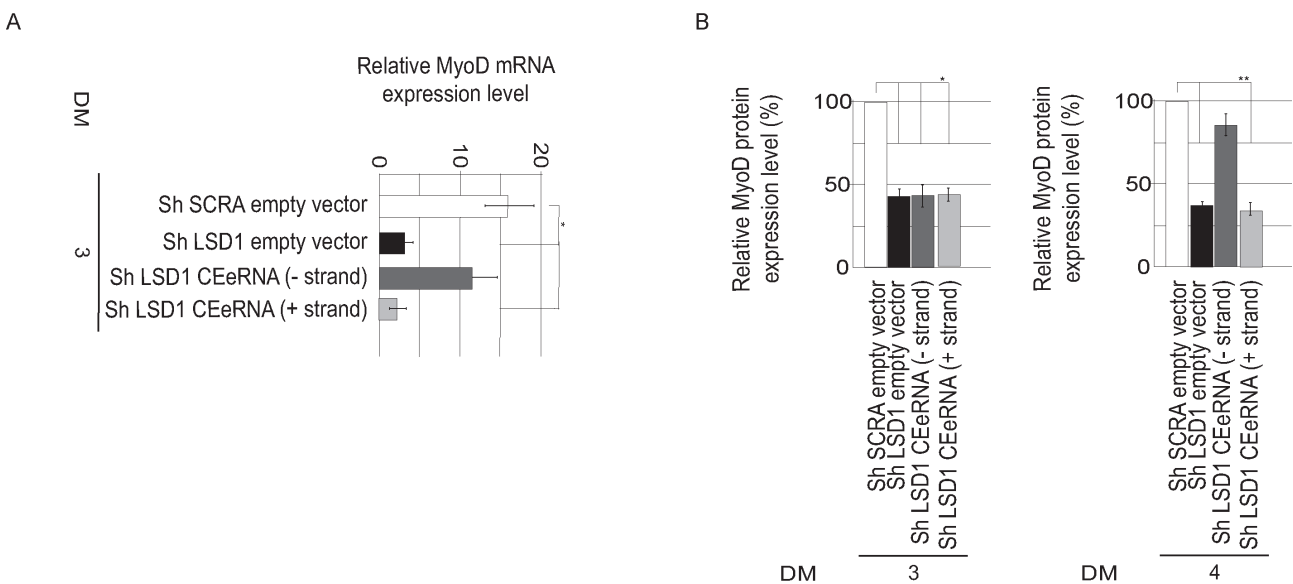 A
Relative MyoD mRNA
expression level
DM
0
10
20
3
Sh SCRA empty vector
Sh LSD1 empty vector
Sh LSD1 CEeRNA (- strand)
Sh LSD1 CEeRNA (+ strand)
*
B
Relative MyoD protein
expression level (%)
100
50
0
*
Sh SCRA empty vector
Sh LSD1 empty vector
Sh LSD1 CEeRNA (- strand)
Sh LSD1 CEeRNA (+ strand)
DM
3
Relative MyoD protein
expression level (%)
100
50
0
**
Sh SCRA empty vector
Sh LSD1 empty vector
Sh LSD1 CEeRNA (- strand)
Sh LSD1 CEeRNA (+ strand)
DM
4